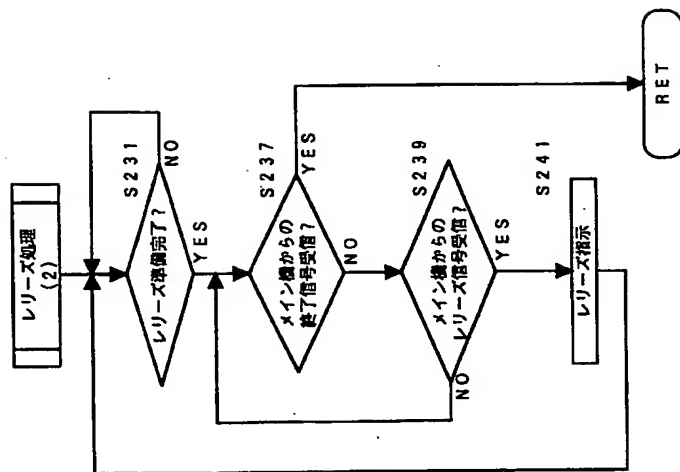 レリーズ処理
(2)
S231
レリーズ準備完了?
NO
YES
S237
メイン機からの
終了信号受信?
YES
NO
S239
メイン機からの
レリーズ信号受信?
NO
YES
S241
レリーズ指示
RET